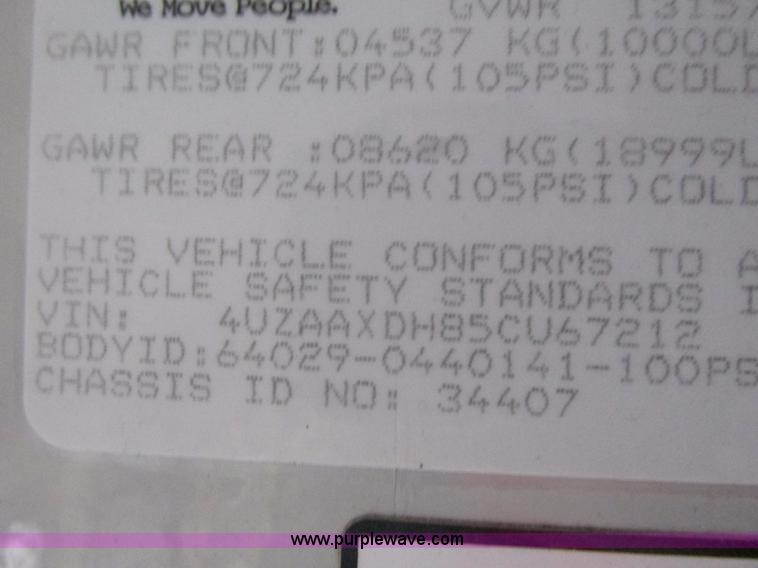 We Move People.
GVWR 13157
GAWR FRONT:04537 KG(10000L
TIRES@724KPA(105PSI)COLD
GAWR REAR :08620 KG(18999L
TIRES@724KPA(105PSI)COLD
THIS VEHICLE CONFORMS TO A
VEHICLE SAFETY STANDARDS I
VIN: 4UZAAXDH85CU67212
BODYID:64029-0440141-100PS
CHASSIS ID NO: 34407
www.purplewave.com